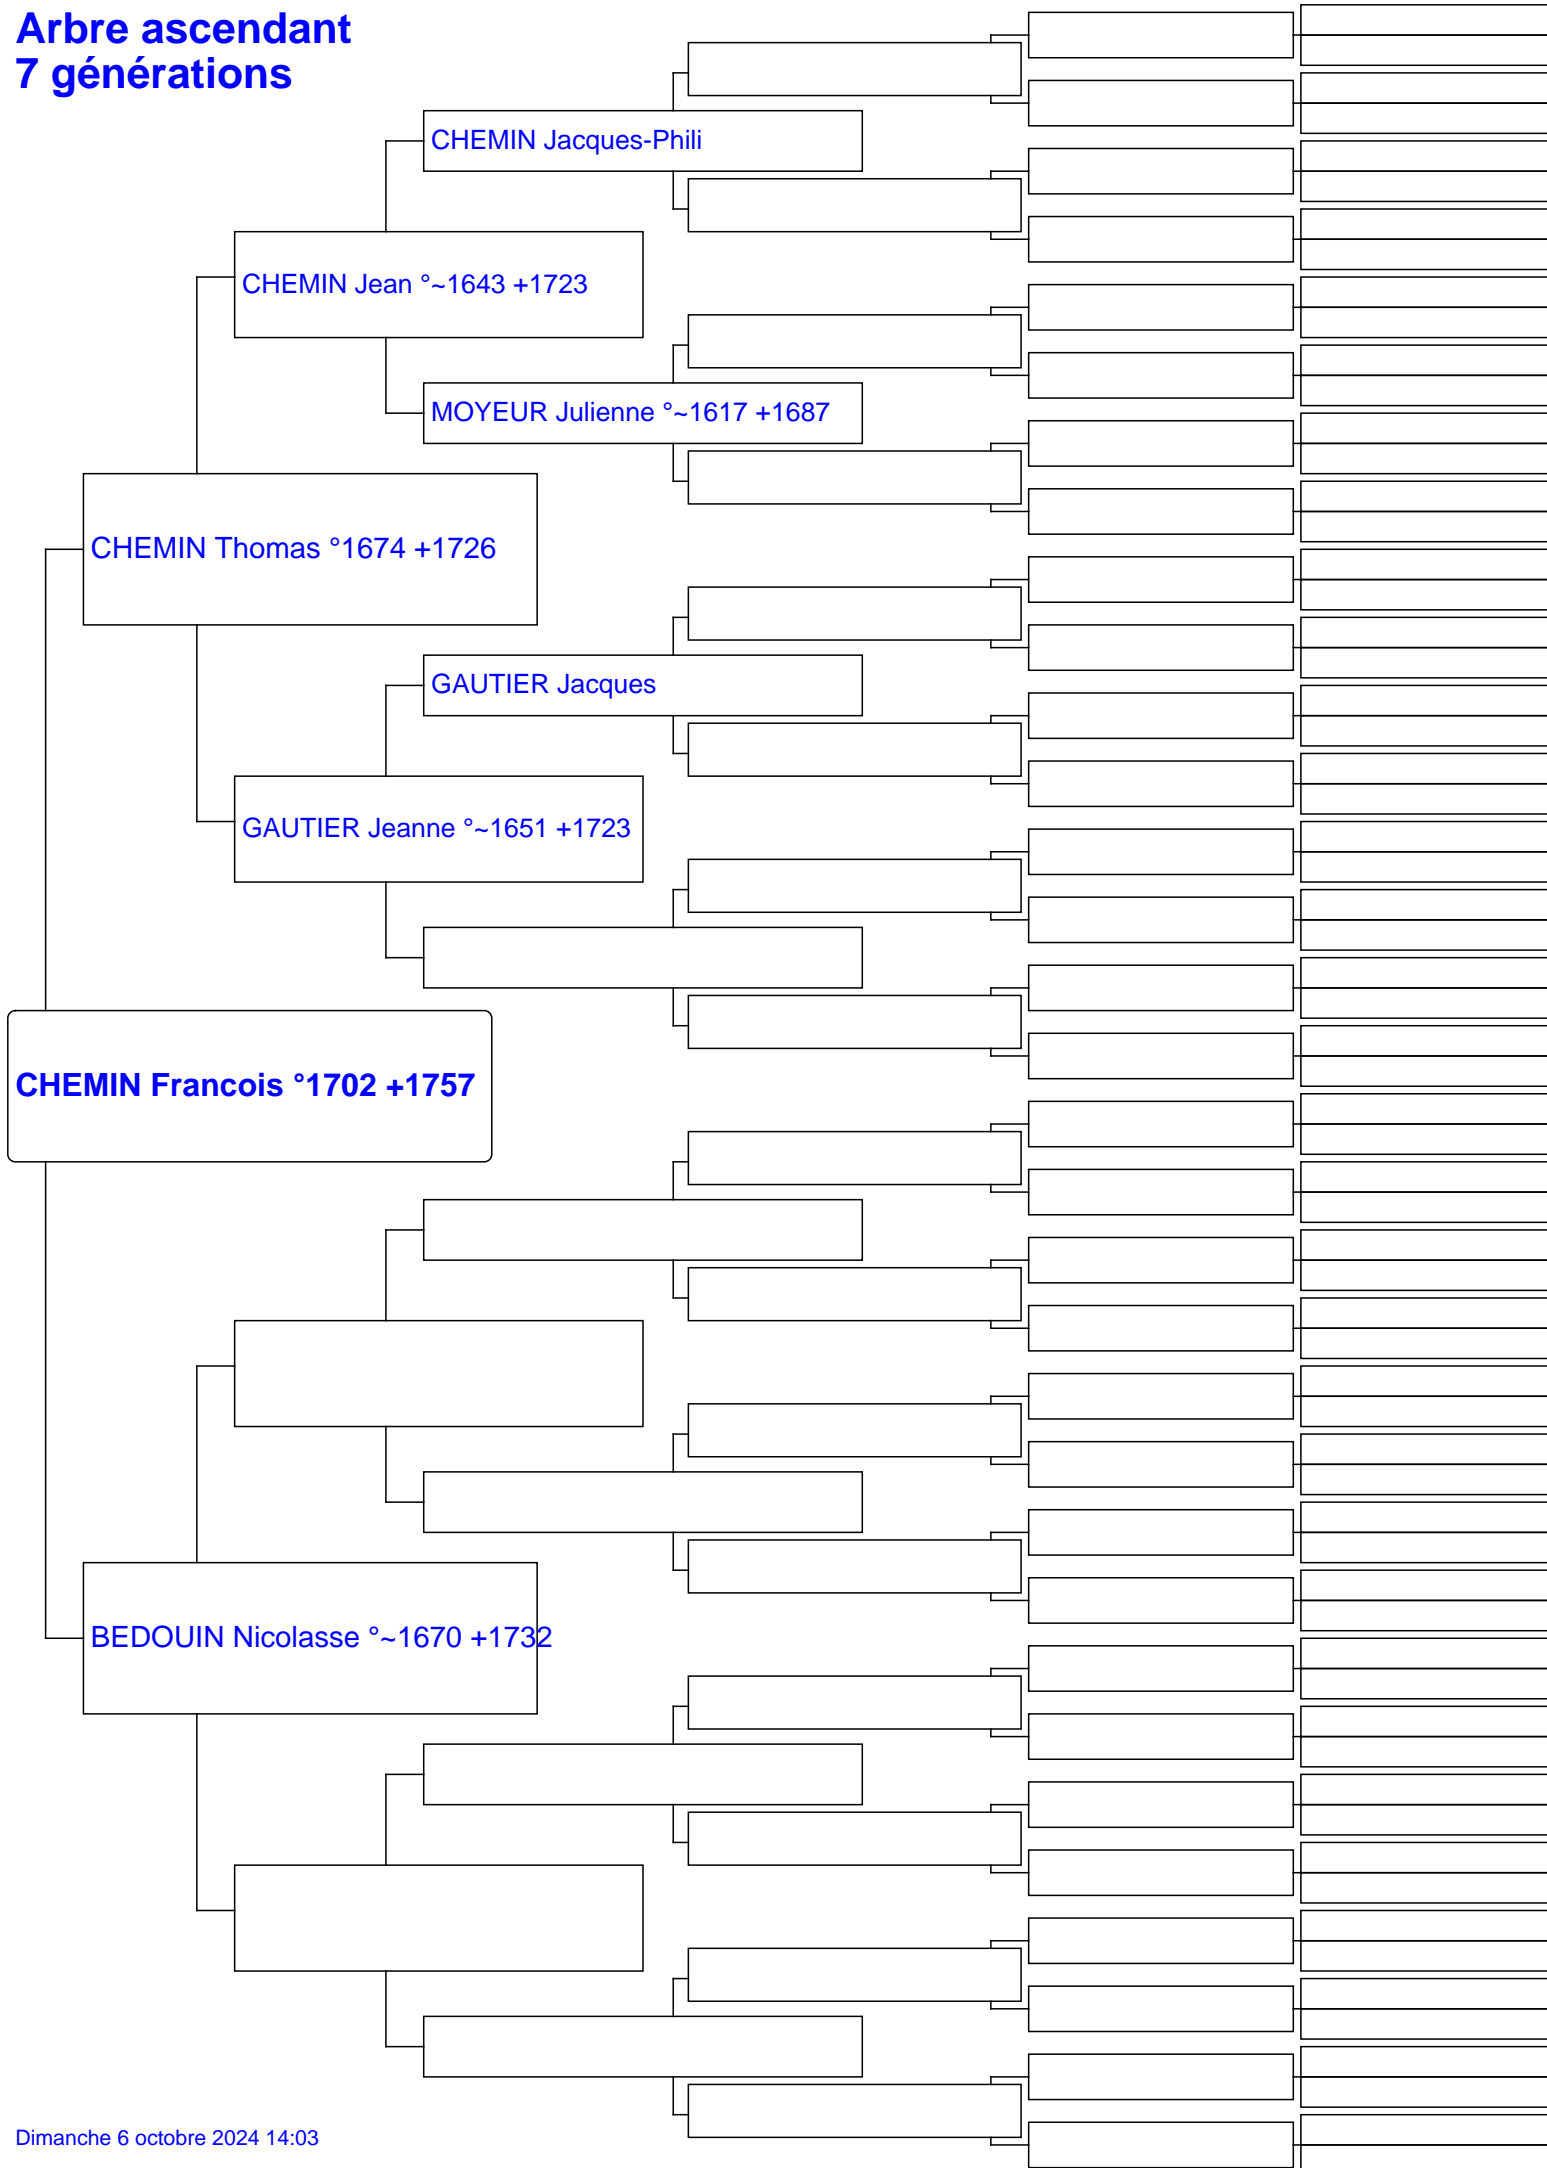 Arbre ascendant
7 générations
CHEMIN Jacques-Phili
CHEMIN Jean °~1643 +1723
MOYEUR Julienne °~1617 +1687
CHEMIN Thomas °1674 +1726
GAUTIER Jacques
GAUTIER Jeanne °~1651 +1723
CHEMIN Francois °1702 +1757
BEDOUIN Nicolasse °~1670 +1732
Dimanche 6 octobre 2024 14:03